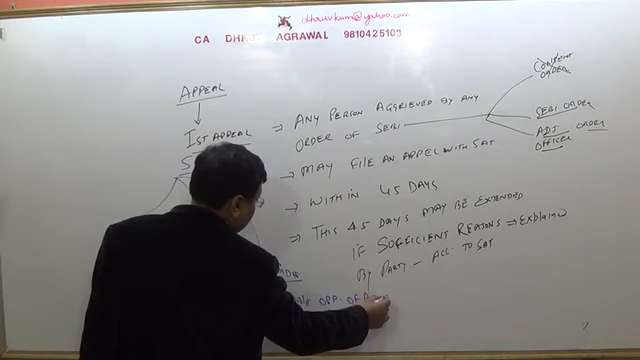 dhruvkum@yahoo.com
CA DHRUV AGRAWAL 9810425103
APPEAL
CONSENT ORDER
IST APPEAL
⇒ ANY PERSON AGGRIEVED BY ANY
ORDER OF SEBI
SEBI ORDER
ADJ ORDER
OFFICER
→ MAY FILE AN APPEL WITH SAT
→ WITH IN 45 DAYS
⇒ THIS 45 DAYS MAY BE EXTENDED
IF SUFFICIENT REASONS ⇒ Explained
BY PARTY - ACC. TO SAT
OPP. OF